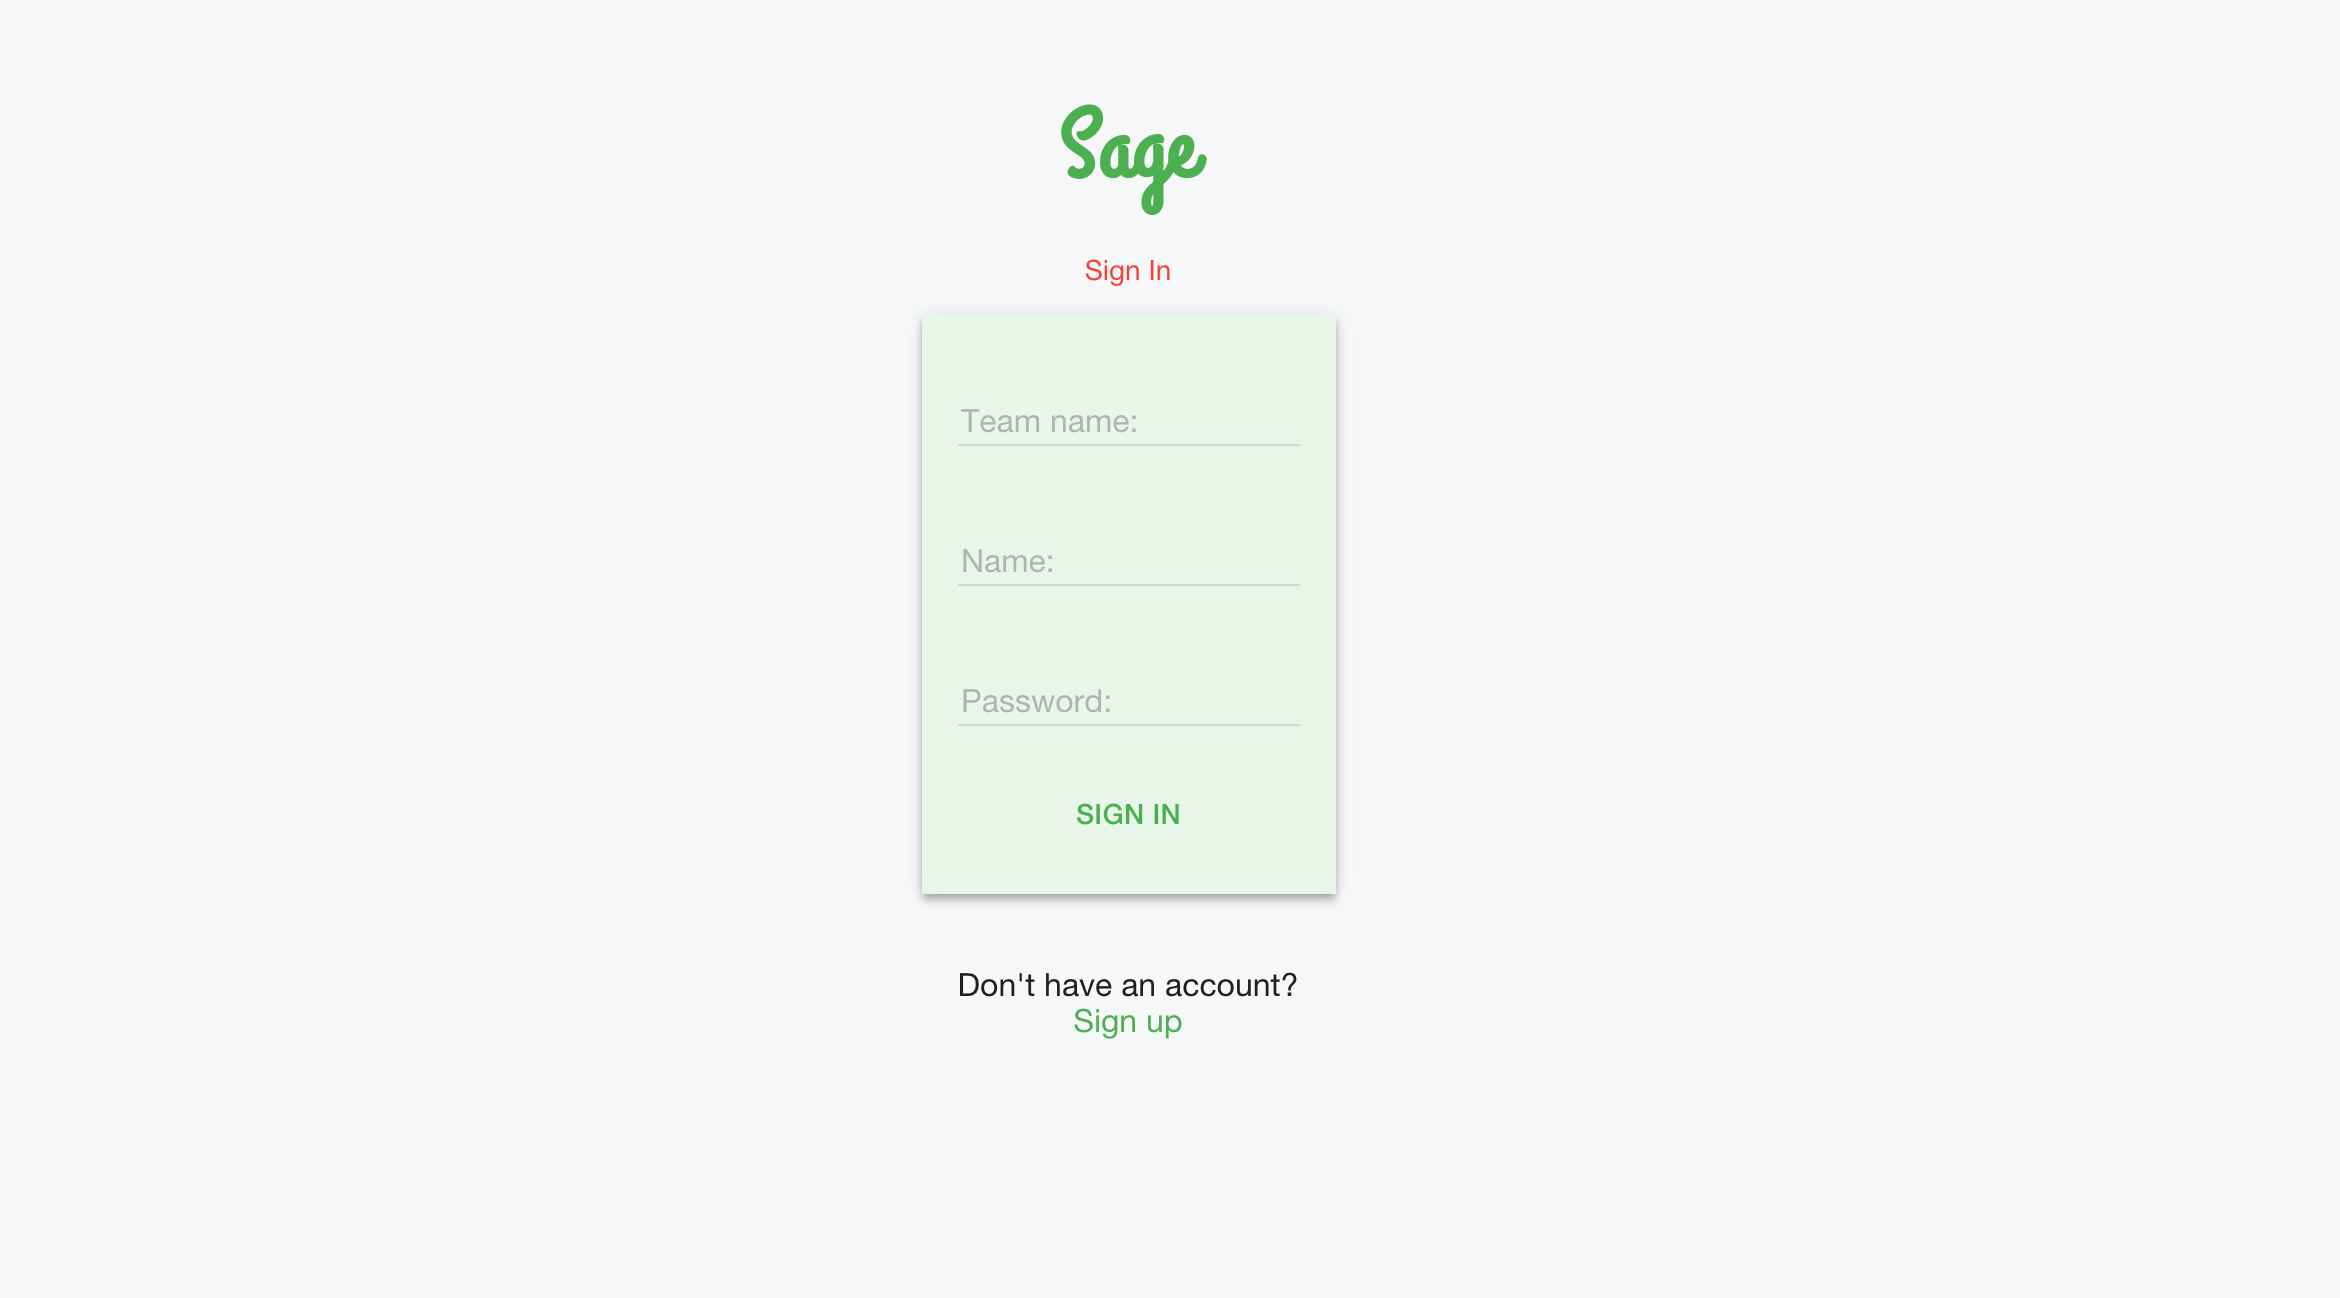 Sage
Sign In
Team name:
Name:
Password:
SIGN IN
Don't have an account?
Sign up